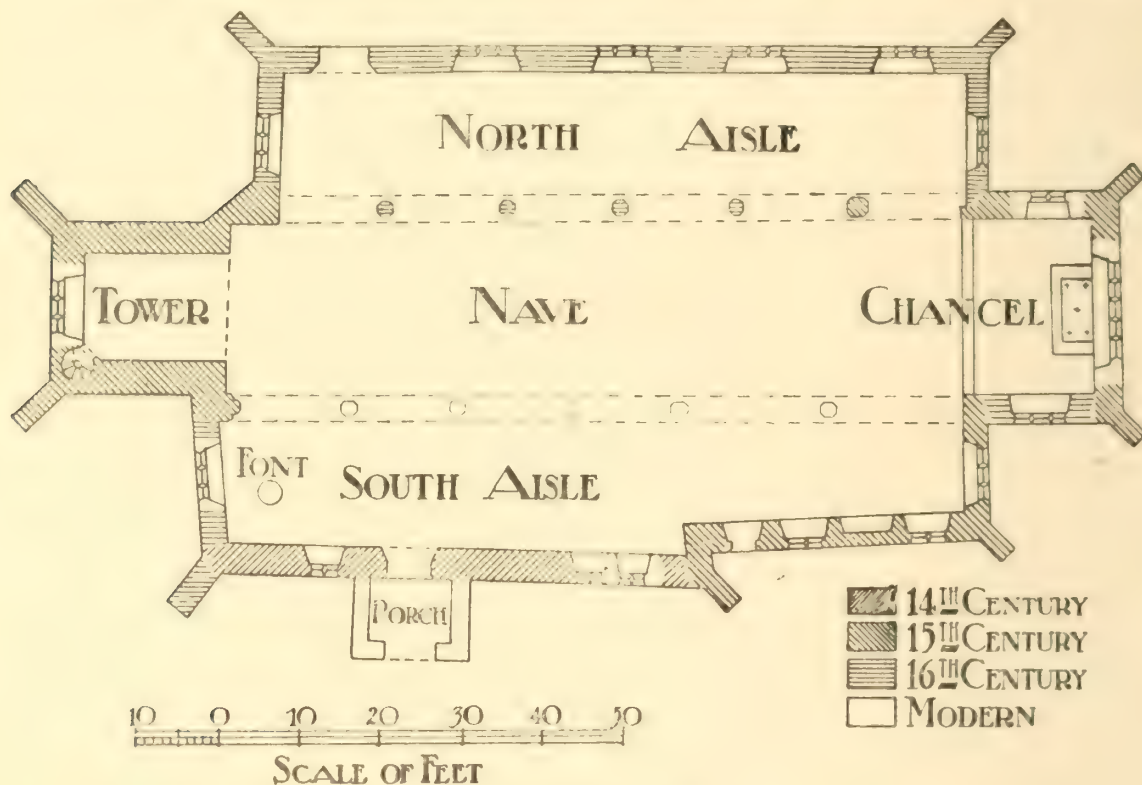 NORTH AISLE
TOWER
NAVE
CHANCEL
FONT
SOUTH AISLE
PORCH
14TH CENTURY
15TH CENTURY
16TH CENTURY
MODERN
10 0 10 20 30 40 50
SCALE OF FEET